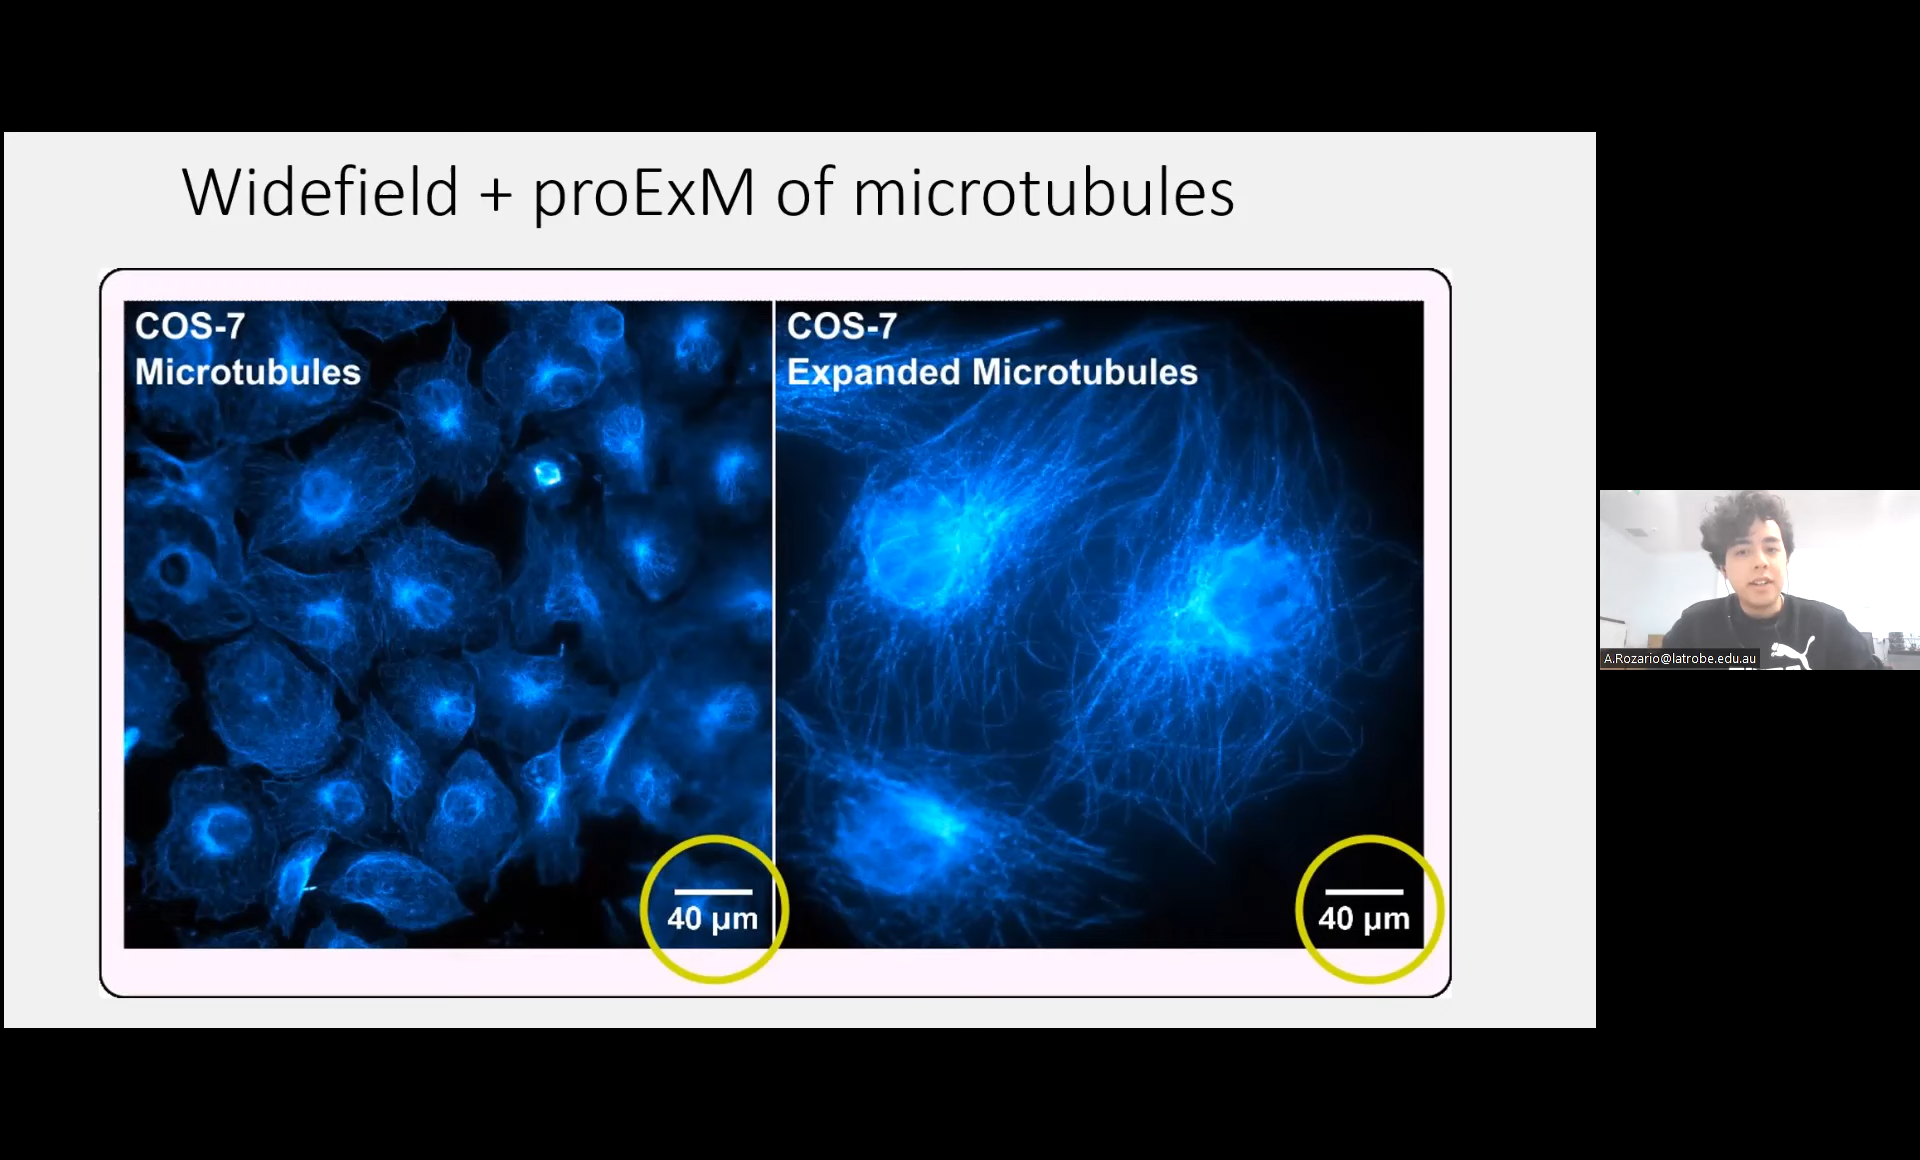 Widefield + proExM of microtubules
COS-7
Microtubules
COS-7
Expanded Microtubules
40 µm
40 µm
A.Rozario@latrobe.edu.au